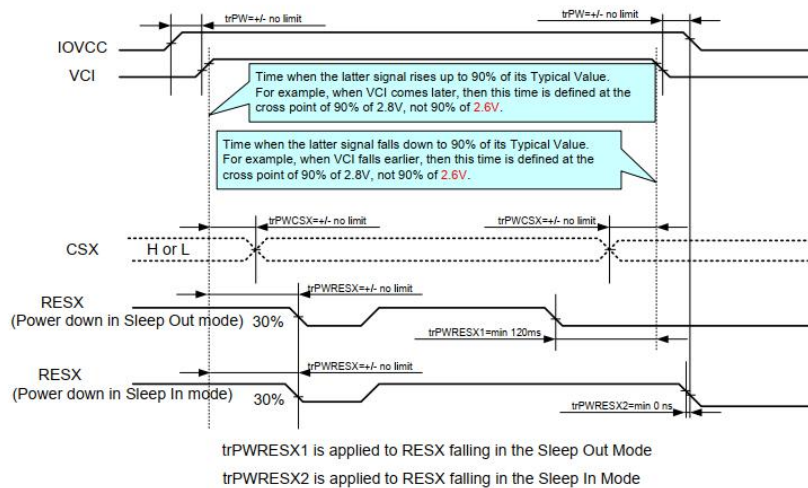 trPW=+/- no limit
trPW=+/- no limit
IOVCC
VCI
Time when the latter signal rises up to 90% of its Typical Value.
For example, when VCI comes later, then this time is defined at the
cross point of 90% of 2.8V, not 90% of 2.6V.
Time when the latter signal falls down to 90% of its Typical Value.
For example, when VCI falls earlier, then this time is defined at the
cross point of 90% of 2.8V, not 90% of 2.6V.
trPWCSX=+/- no limit
trPWCSX=+/- no limit
CSX
H or L
trPWRESX=+/- no limit
RESX
(Power down in Sleep Out mode)
30%
trPWRESX1=min 120ms
trPWRESX=+/- no limit
RESX
(Power down in Sleep In mode)
30%
trPWRESX2=min 0 ns
trPWRESX1 is applied to RESX falling in the Sleep Out Mode
trPWRESX2 is applied to RESX falling in the Sleep In Mode